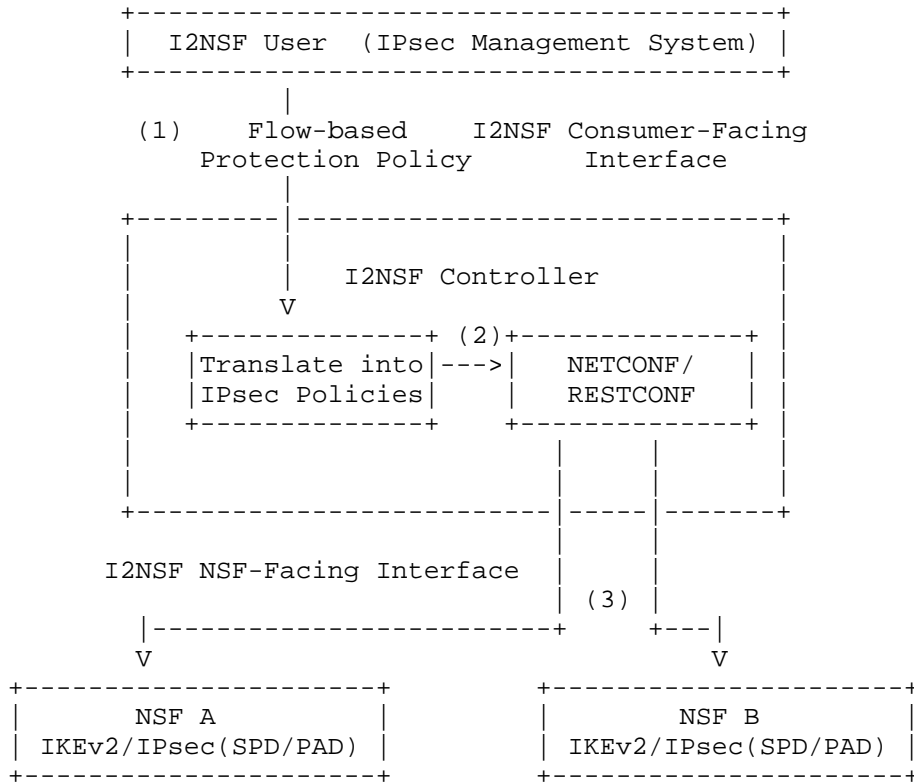 I2NSF User (IPsec Management System)
(1) Flow-based I2NSF Consumer-Facing
Protection Policy Interface
I2NSF Controller
V
(2)
Translate into ---> NETCONF/
IPsec Policies RESTCONF
I2NSF NSF-Facing Interface
(3)
V V
NSF A NSF B
IKEv2/IPsec(SPD/PAD) IKEv2/IPsec(SPD/PAD)